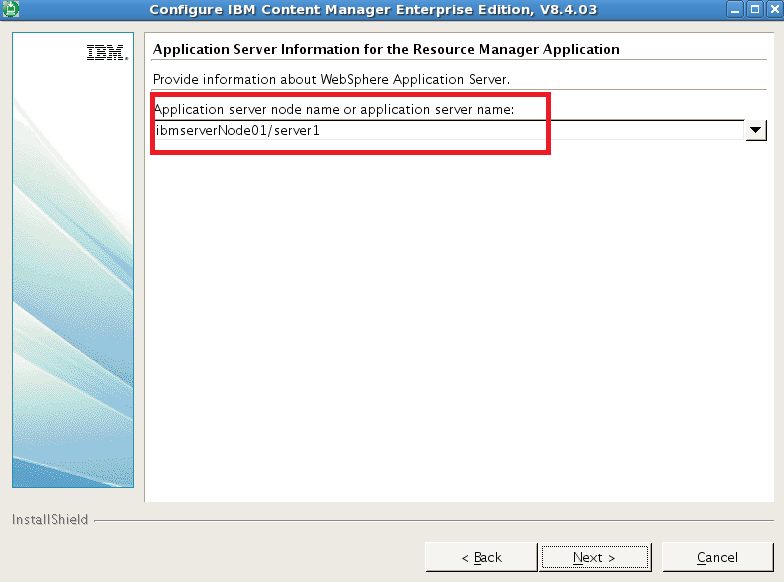 Configure IBM Content Manager Enterprise Edition, V8.4.03
IBM.
Application Server Information for the Resource Manager Application
Provide information about WebSphere Application Server.
Application server node name or application server name:
ibmserverNode01/server1
InstallShield
< Back
Next >
Cancel